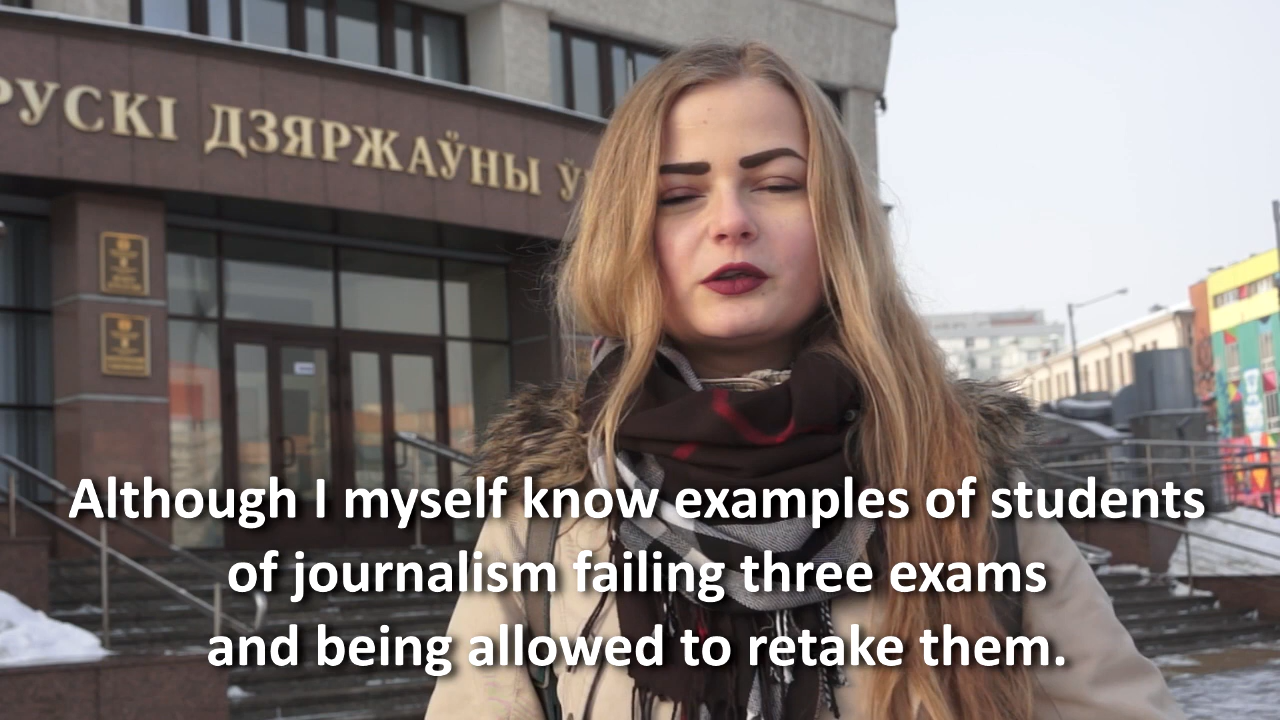 РУСКІ ДЗЯРЖАЎНЫ
Although I myself know examples of students
of journalism failing three exams
and being allowed to retake them.